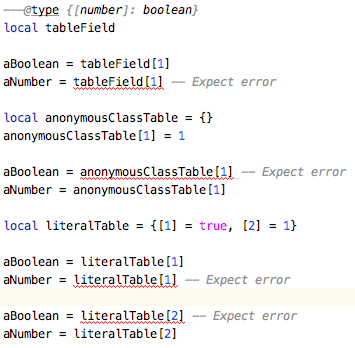 ---@type {[number]: boolean}
local tableField
aBoolean = tableField[1]
aNumber = tableField[1] -- Expect error
local anonymousClassTable = {}
anonymousClassTable[1] = 1
aBoolean = anonymousClassTable[1] -- Expect error
aNumber = anonymousClassTable[1]
local literalTable = {[1] = true, [2] = 1}
aBoolean = literalTable[1]
aNumber = literalTable[1] -- Expect error
aBoolean = literalTable[2] -- Expect error
aNumber = literalTable[2]